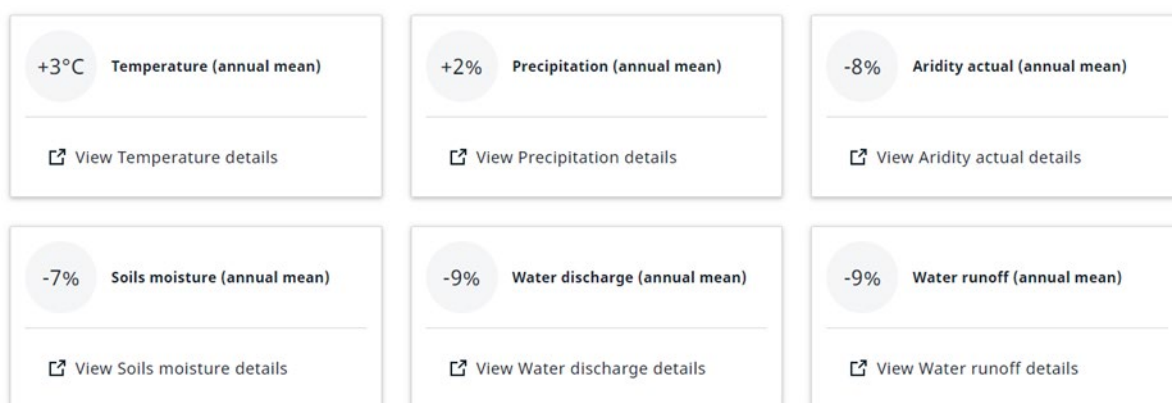 +3°C Temperature (annual mean)
View Temperature details
+2% Precipitation (annual mean)
View Precipitation details
-8% Aridity actual (annual mean)
View Aridity actual details
-7% Soils moisture (annual mean)
View Soils moisture details
-9% Water discharge (annual mean)
View Water discharge details
-9% Water runoff (annual mean)
View Water runoff details